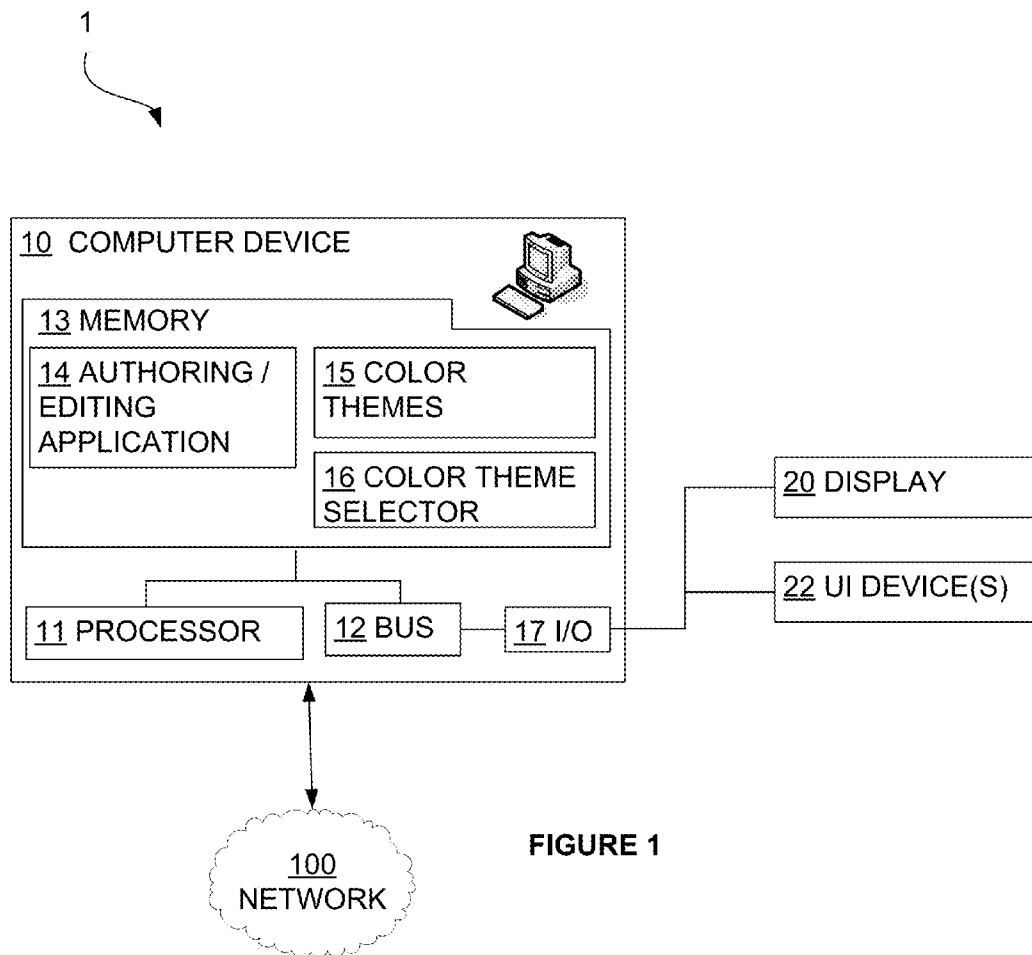 1
10 COMPUTER DEVICE
13 MEMORY
14 AUTHORING /
EDITING
APPLICATION
15 COLOR
THEMES
16 COLOR THEME
SELECTOR
20 DISPLAY
22 UI DEVICE(S)
11 PROCESSOR
12 BUS
17 I/O
FIGURE 1
100
NETWORK